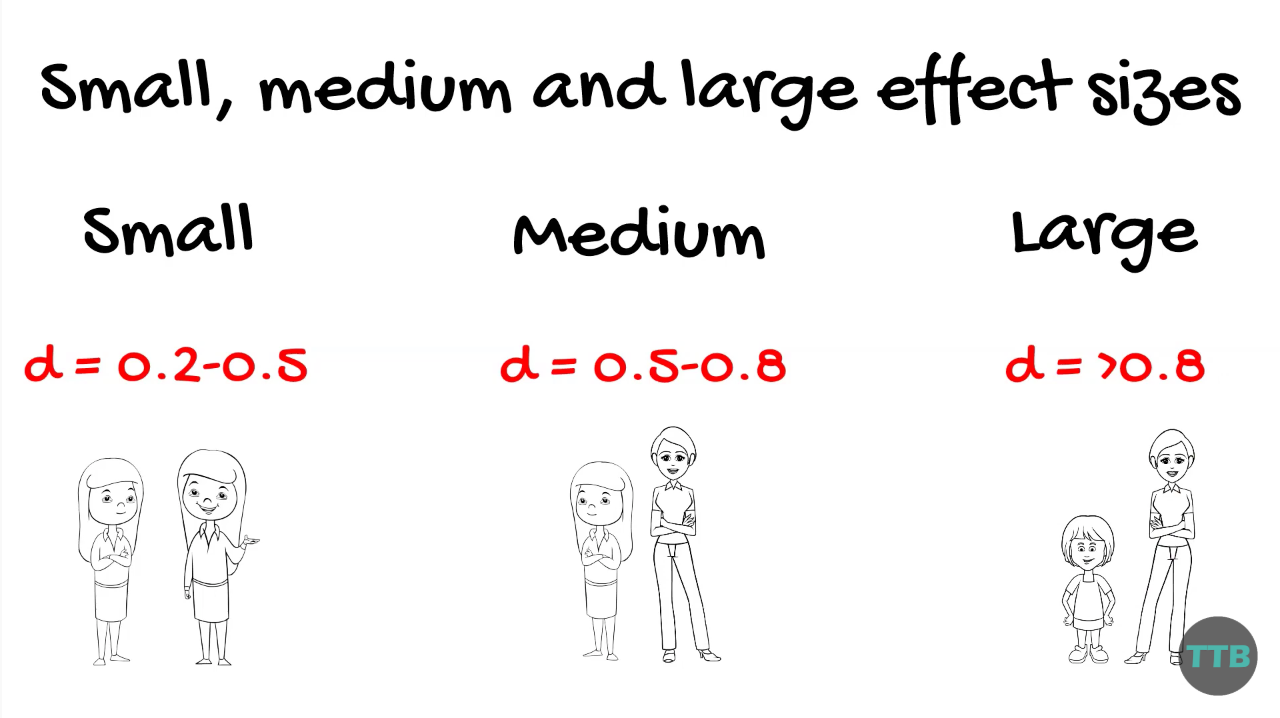 Small, medium and large effect sizes
Small Medium Large
d = 0.2-0.5 d = 0.5-0.8 d = >0.8
TTB